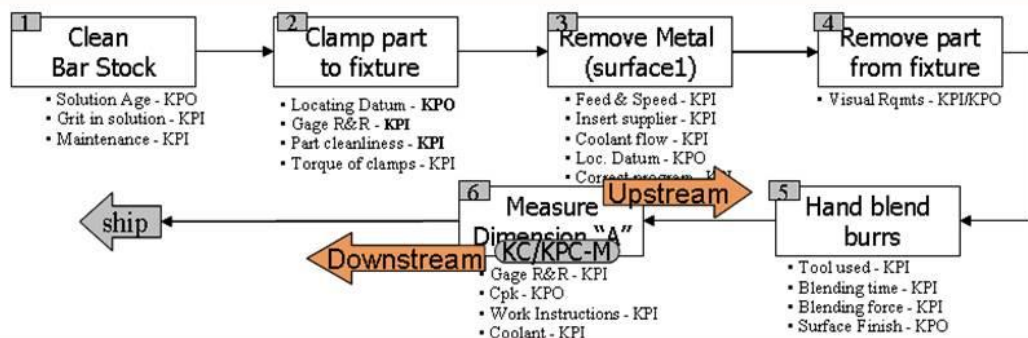 1
Clean
Bar Stock
▪ Solution Age - KPO
▪ Grit in solution - KPI
▪ Maintenance - KPI
2
Clamp part
to fixture
▪ Locating Datum - KPO
▪ Gage R&R - KPI
▪ Part cleanliness - KPI
▪ Torque of clamps - KPI
3
Remove Metal
(surface1)
▪ Feed & Speed - KPI
▪ Insert supplier - KPI
▪ Coolant flow - KPI
▪ Loc. Datum - KPO
▪ Correct program - KPI
4
Remove part
from fixture
▪ Visual Rqmts - KPI/KPO
5
Hand blend
burrs
▪ Tool used - KPI
▪ Blending time - KPI
▪ Blending force - KPI
▪ Surface Finish - KPO
Upstream
6
Measure
Dimension "A"
KC/KPC-M
▪ Gage R&R - KPI
▪ Cpk - KPO
▪ Work Instructions - KPI
▪ Coolant - KPI
Downstream
ship